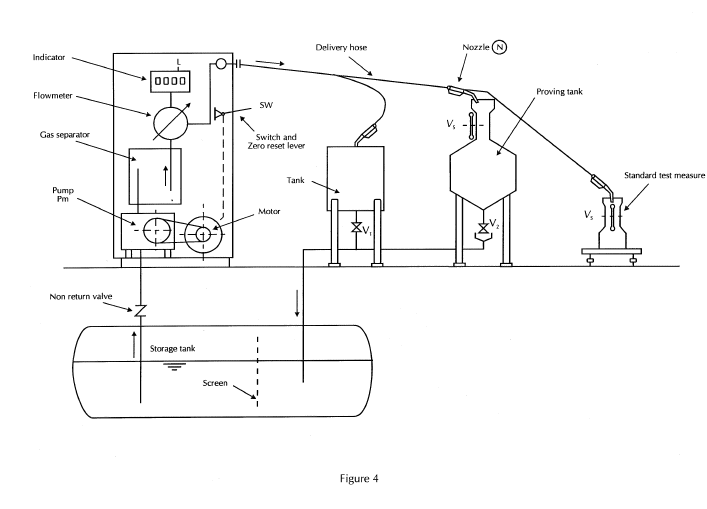 Delivery hose
Nozzle N
Indicator
L
0000
Flowmeter
SW
Proving tank
Vs
Gas separator
Switch and
Zero reset lever
Tank
Standard test measure
Pump
Pm
Motor
Vs
V1
V2
Non return valve
Storage tank
Screen
Figure 4